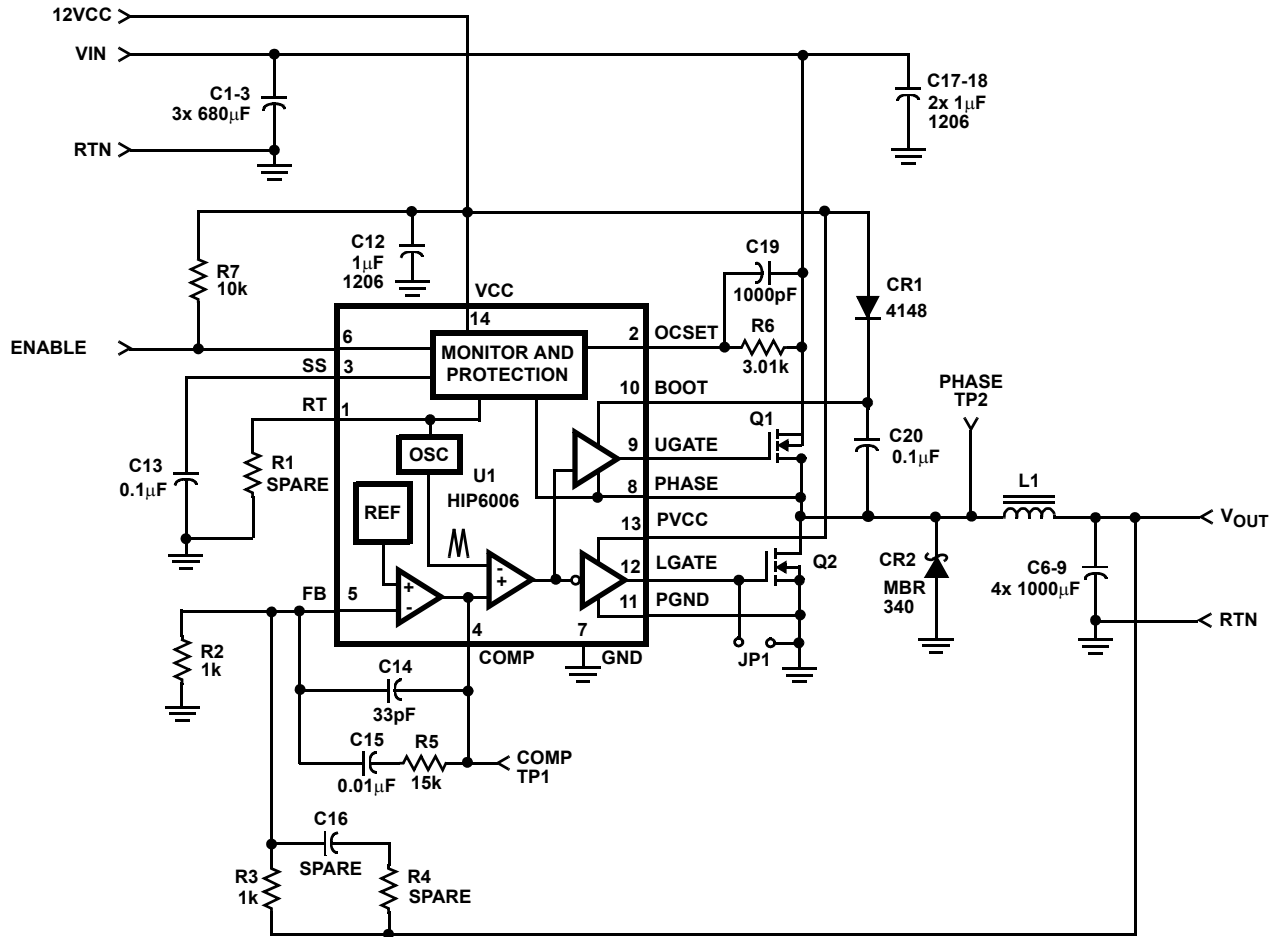 12VCC
VIN
C1-3
3x 680μF
RTN
C17-18
2x 1μF
1206
C12
1μF
1206
R7
10k
VCC
14
C19
1000pF
CR1
4148
ENABLE
6
MONITOR AND
PROTECTION
2 OCSET
R6
3.01k
SS 3
10 BOOT
PHASE
TP2
RT 1
Q1
C20
0.1μF
OSC
9 UGATE
C13
0.1μF
R1
SPARE
U1
HIP6006
8 PHASE
L1
REF
13 PVCC
VOUT
12 LGATE
Q2
CR2
MBR
340
C6-9
4x 1000μF
FB 5
+
-
-
+
11 PGND
RTN
4
COMP
7
GND
JP1
R2
1k
C14
33pF
C15
0.01μF
R5
15k
COMP
TP1
C16
SPARE
R3
1k
R4
SPARE